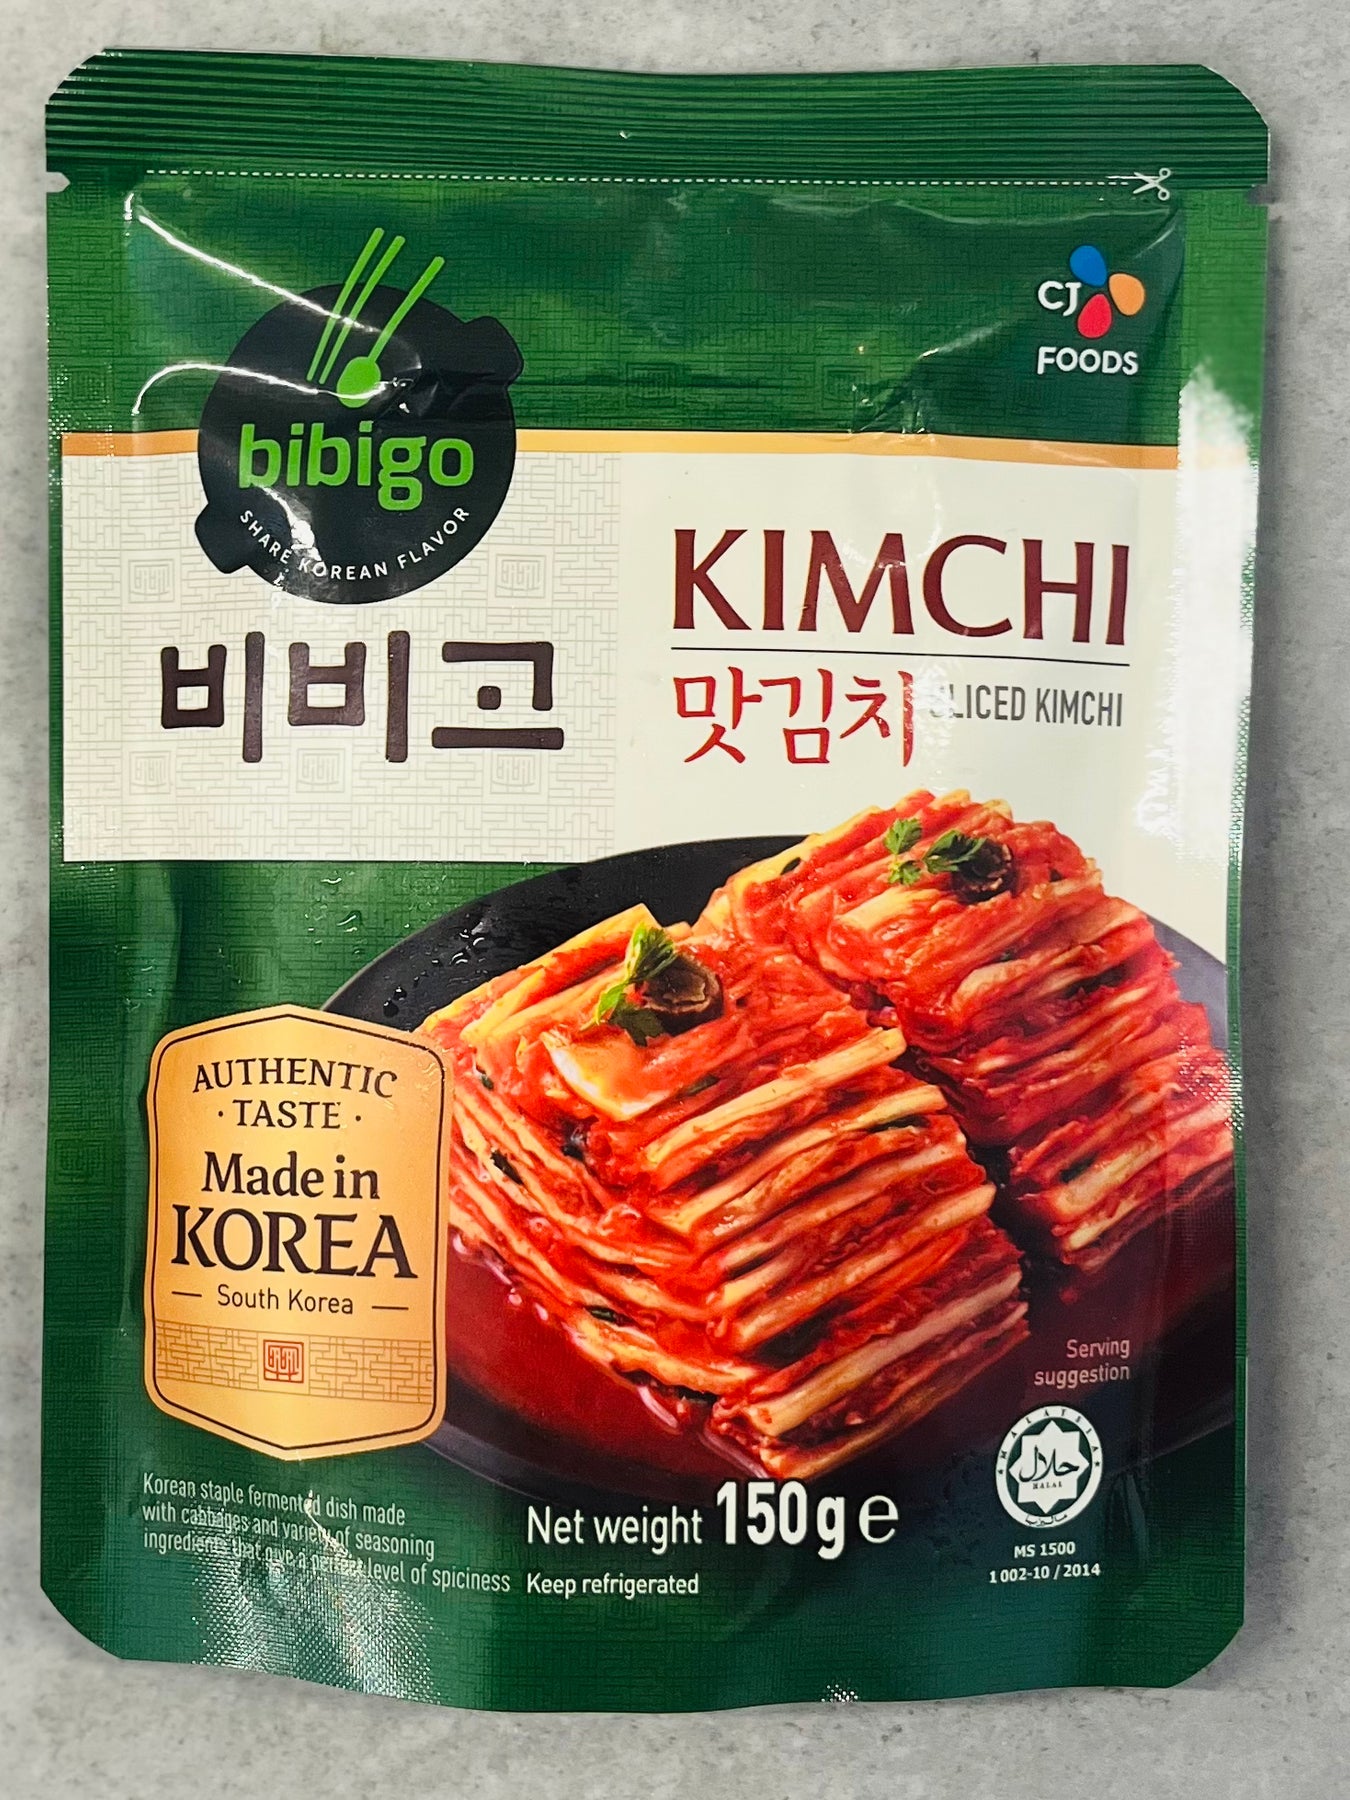 CJ
FOODS
bibigo
SHARE KOREAN FLAVOR
비비고
KIMCHI
맛김치 SLICED KIMCHI
AUTHENTIC
· TASTE ·
Made in
KOREA
South Korea
Serving
suggestion
MALAYSIA
حلال
HALAL
MS 1500
1 002-10 / 2014
Korean staple fermented dish made
with cabbages and variety of seasoning
ingredients that give a perfect level of spiciness
Net weight 150g e
Keep refrigerated